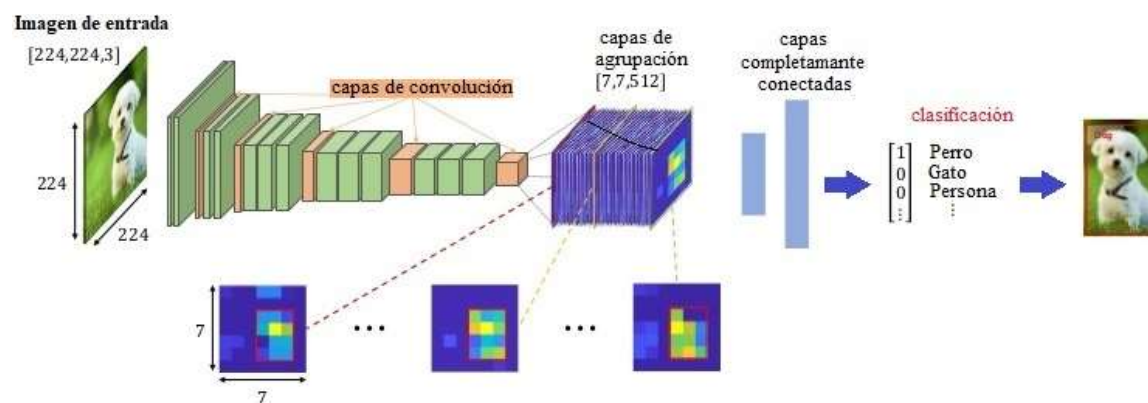 Imagen de entrada
[224,224,3]
224
224
capas de convolución
capas de
agrupación
[7,7,512]
capas
completamante
conectadas
clasificación
1 Perro
0 Gato
0 Persona
⋮ ⋮
7
7
...
...